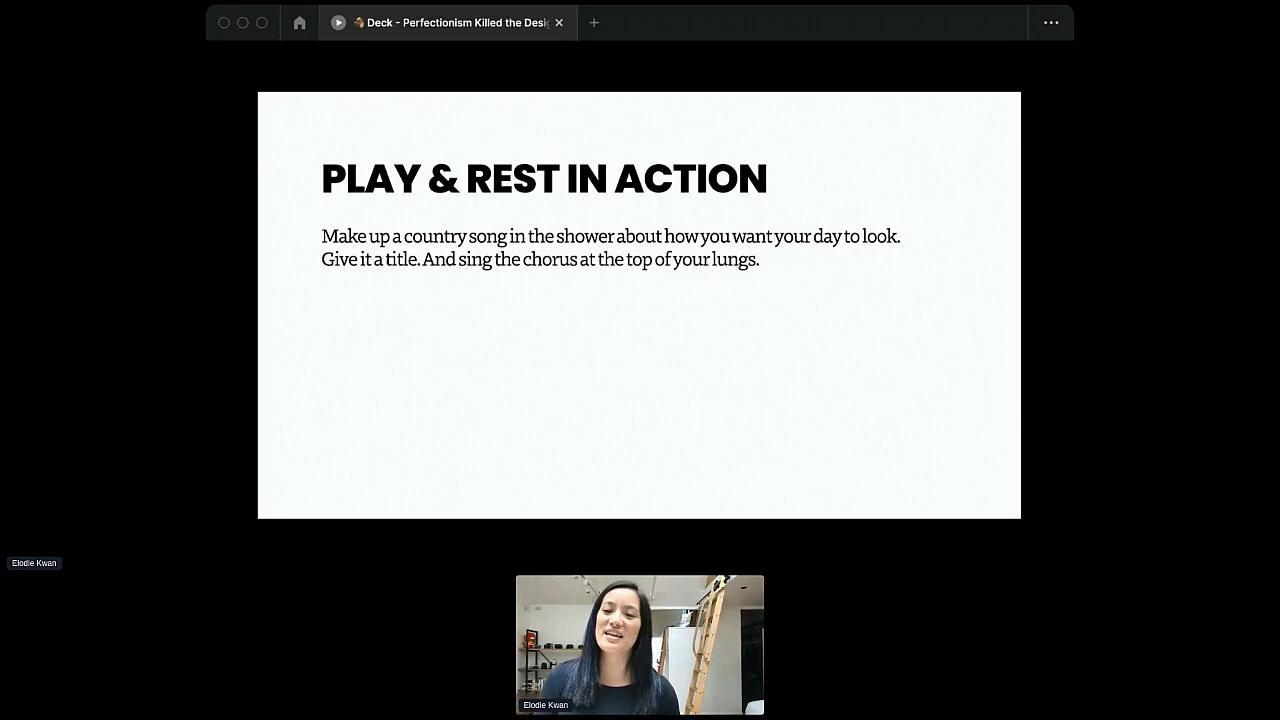 Deck - Perfectionism Killed the Desi
PLAY & REST IN ACTION
Make up a country song in the shower about how you want your day to look.
Give it a title. And sing the chorus at the top of your lungs.
Elodie Kwan
Elodie Kwan